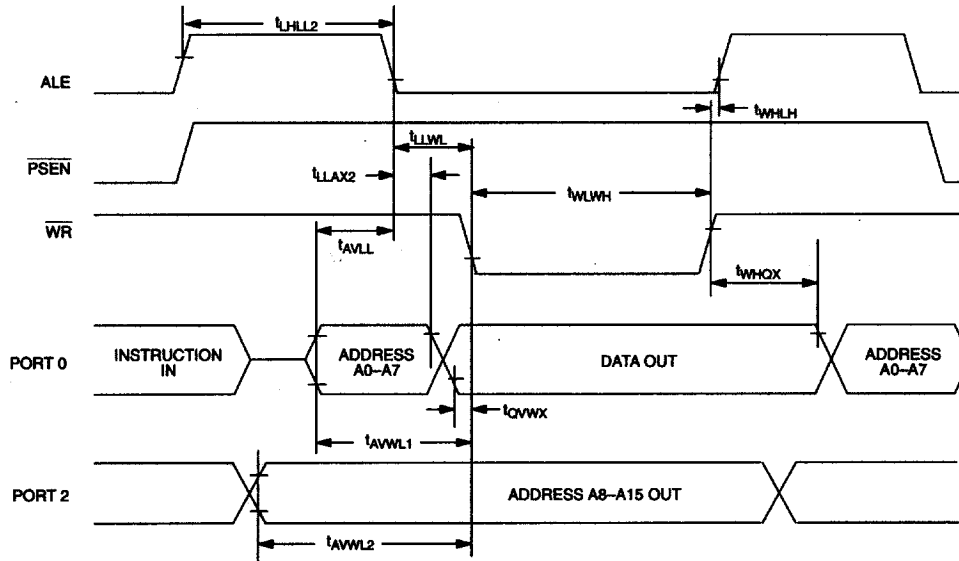 tLHLL2
ALE
tWHLH
tLLWL
PSEN
tLLAX2
tWLWH
WR
tAVLL
tWHQX
PORT 0
INSTRUCTION
IN
ADDRESS
A0–A7
DATA OUT
ADDRESS
A0–A7
tQVWX
tAVWL1
PORT 2
ADDRESS A8–A15 OUT
tAVWL2